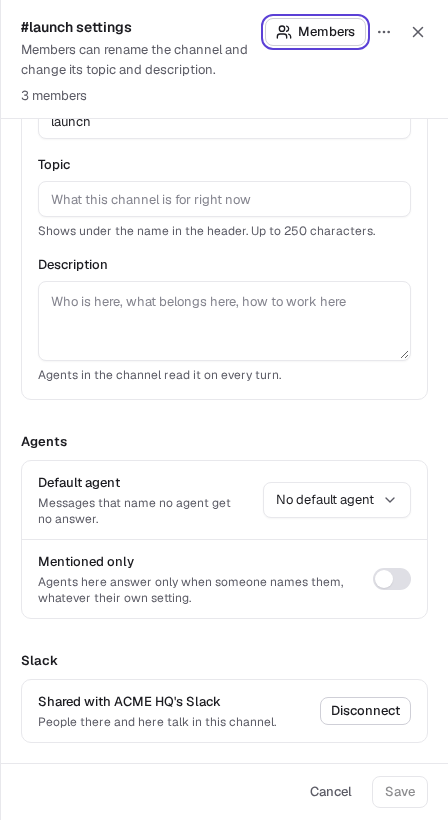 #launch settings
Members
Members can rename the channel and
change its topic and description.
3 members
launch
Topic
What this channel is for right now
Shows under the name in the header. Up to 250 characters.
Description
Who is here, what belongs here, how to work here
Agents in the channel read it on every turn.
Agents
Default agent
Messages that name no agent get
no answer.
No default agent
Mentioned only
Agents here answer only when someone names them,
whatever their own setting.
Slack
Shared with ACME HQ's Slack
People there and here talk in this channel.
Disconnect
Cancel
Save